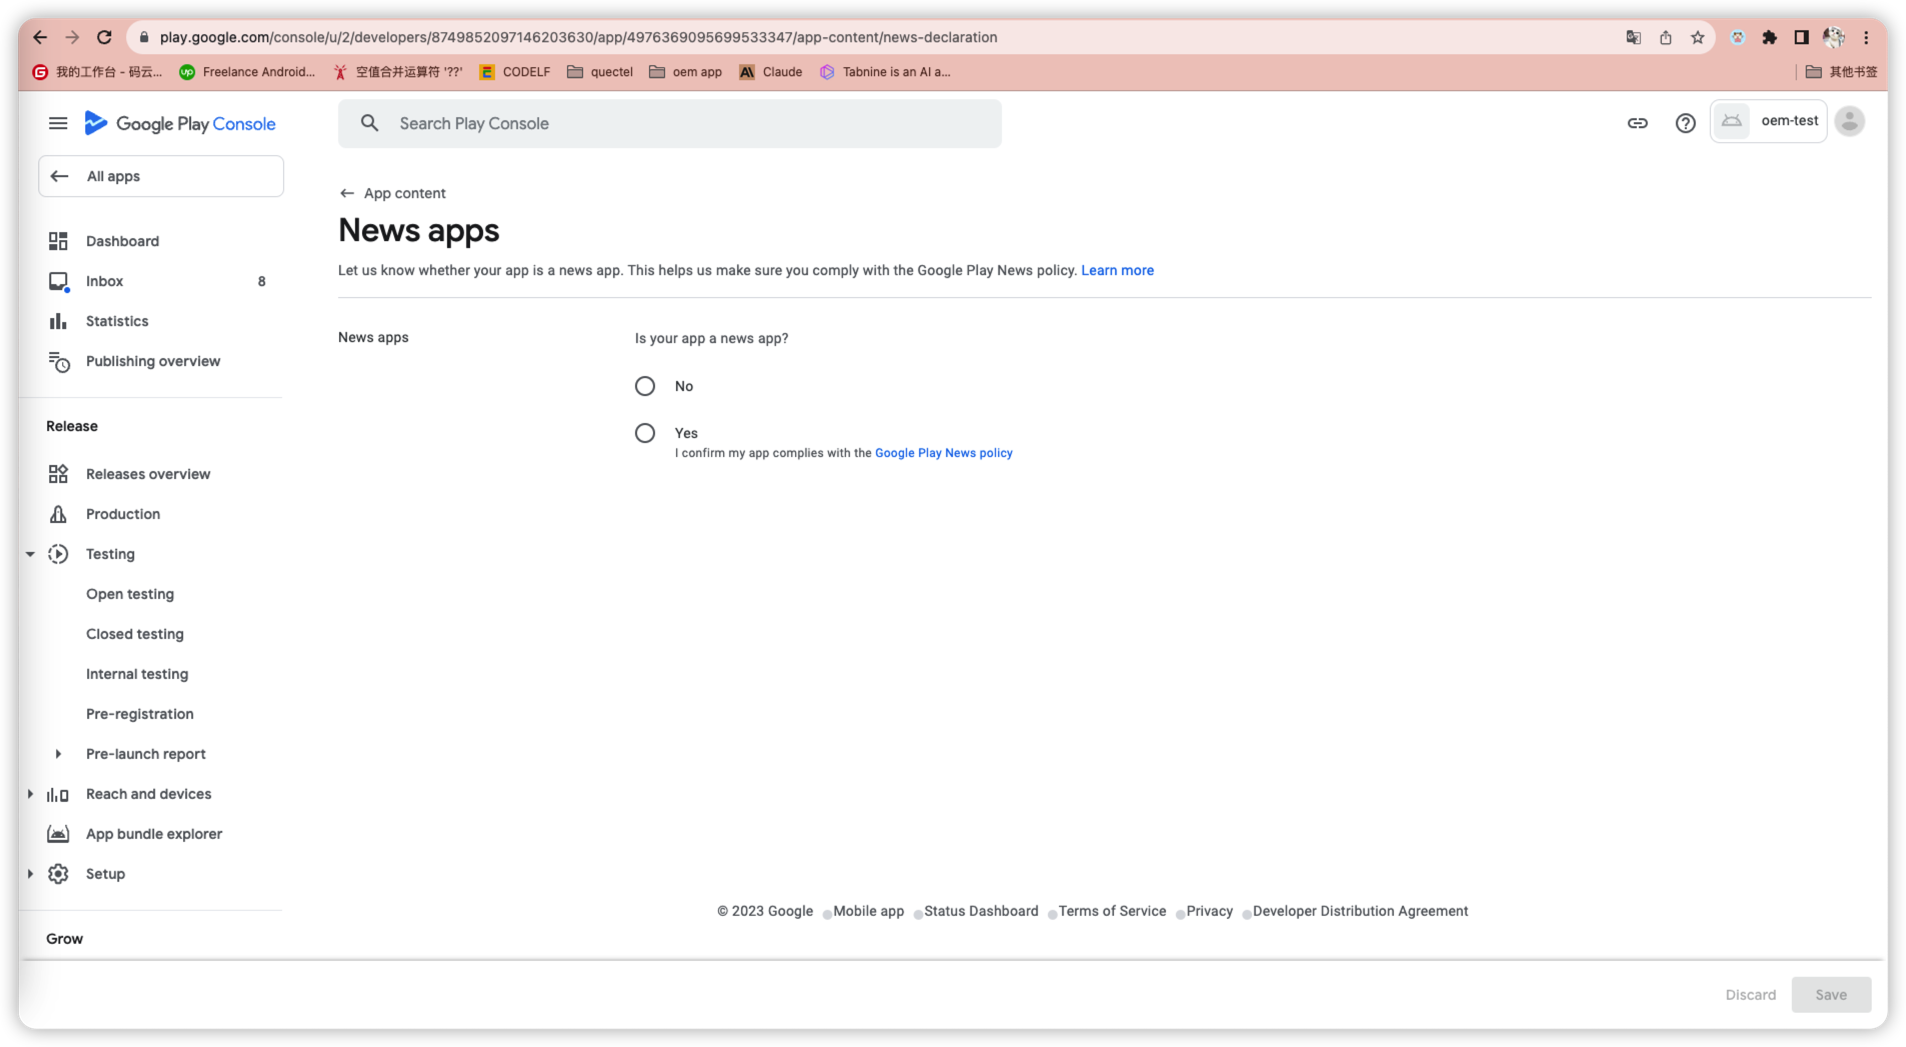 play.google.com/console/u/2/developers/8749852097146203630/app/4976369095699533347/app-content/news-declaration
我的工作台 - 码云... Freelance Android... 空值合并运算符 '??' CODELF quectel oem app Claude Tabnine is an AI a... 其他书签
Google Play Console
Search Play Console
oem-test
All apps
App content
News apps
Let us know whether your app is a news app. This helps us make sure you comply with the Google Play News policy. Learn more
Dashboard
Inbox 8
Statistics
Publishing overview
News apps
Is your app a news app?
No
Yes
I confirm my app complies with the Google Play News policy
Release
Releases overview
Production
Testing
Open testing
Closed testing
Internal testing
Pre-registration
Pre-launch report
Reach and devices
App bundle explorer
Setup
Grow
© 2023 Google Mobile app Status Dashboard Terms of Service Privacy Developer Distribution Agreement
Discard Save